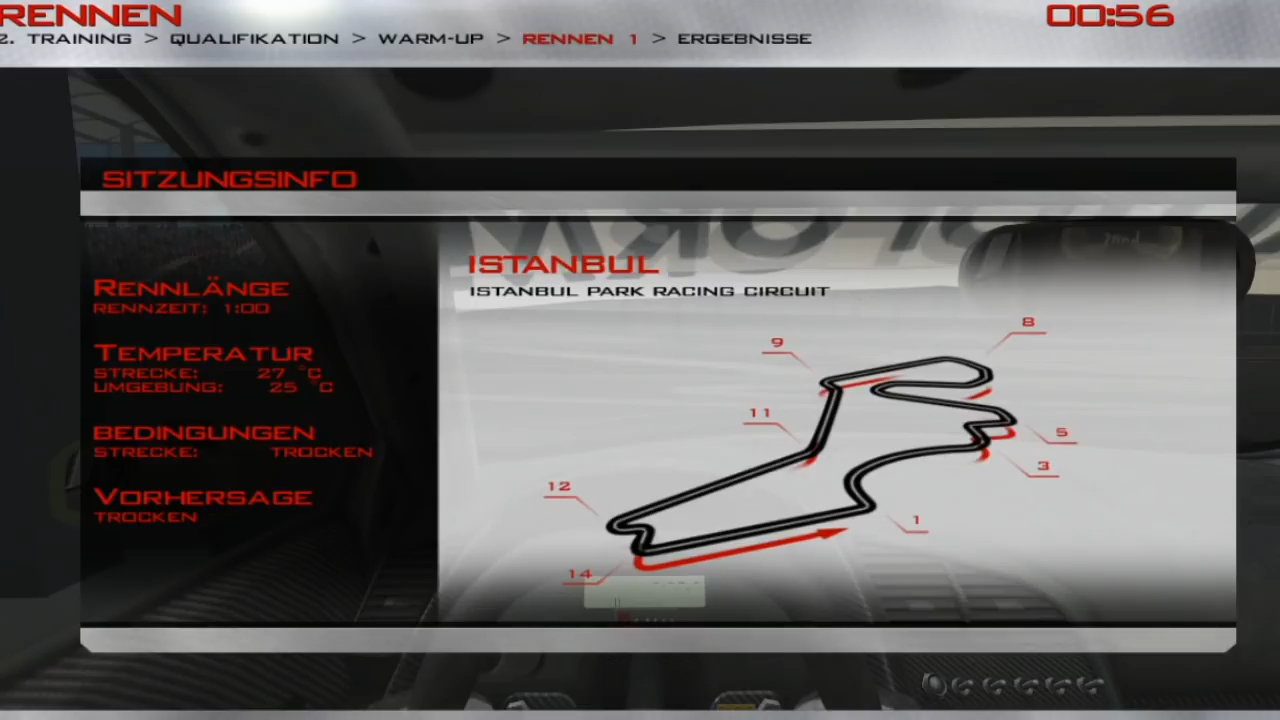 RENNEN
00:56
2. TRAINING > QUALIFIKATION > WARM-UP > RENNEN 1 > ERGEBNISSE
SITZUNGSINFO
RENNLÄNGE
RENNZEIT: 1:00
TEMPERATUR
STRECKE: 27 °C
UMGEBUNG: 25 °C
BEDINGUNGEN
STRECKE: TROCKEN
VORHERSAGE
TROCKEN
ISTANBUL
ISTANBUL PARK RACING CIRCUIT
8
9
11
5
3
12
1
14